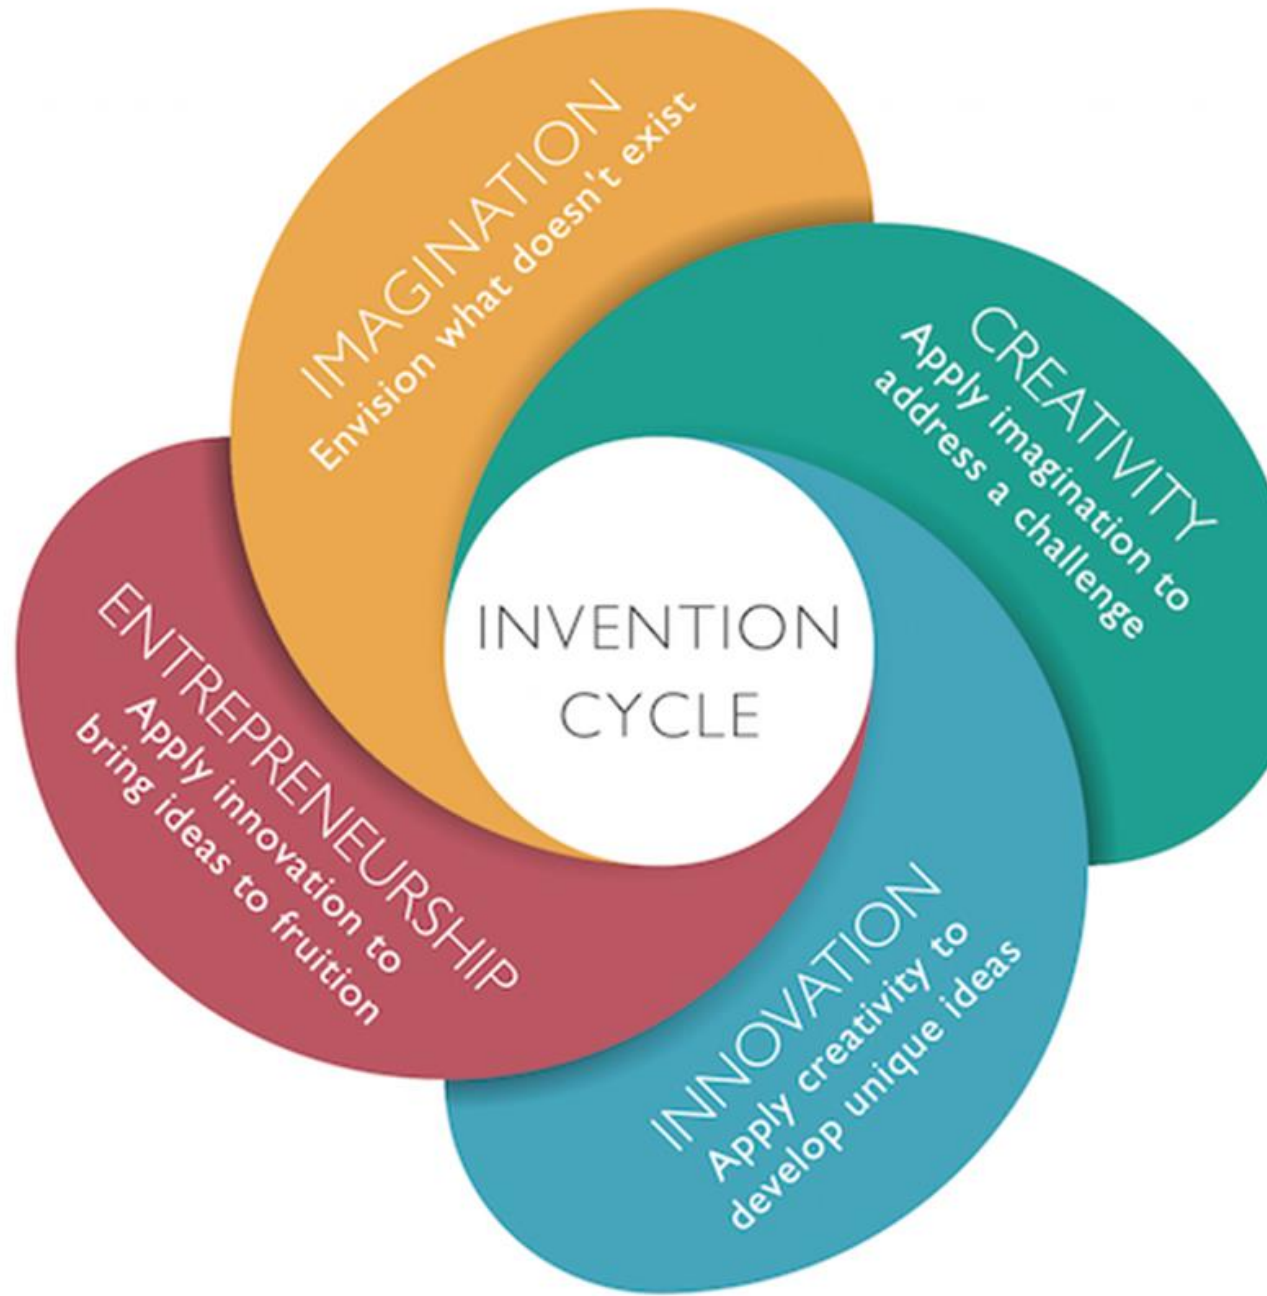 IMAGINATION
Envision what doesn't exist
CREATIVITY
Apply imagination to
address a challenge
INVENTION
CYCLE
ENTREPRENEURSHIP
Apply innovation to
bring ideas to fruition
INNOVATION
Apply creativity to
develop unique ideas